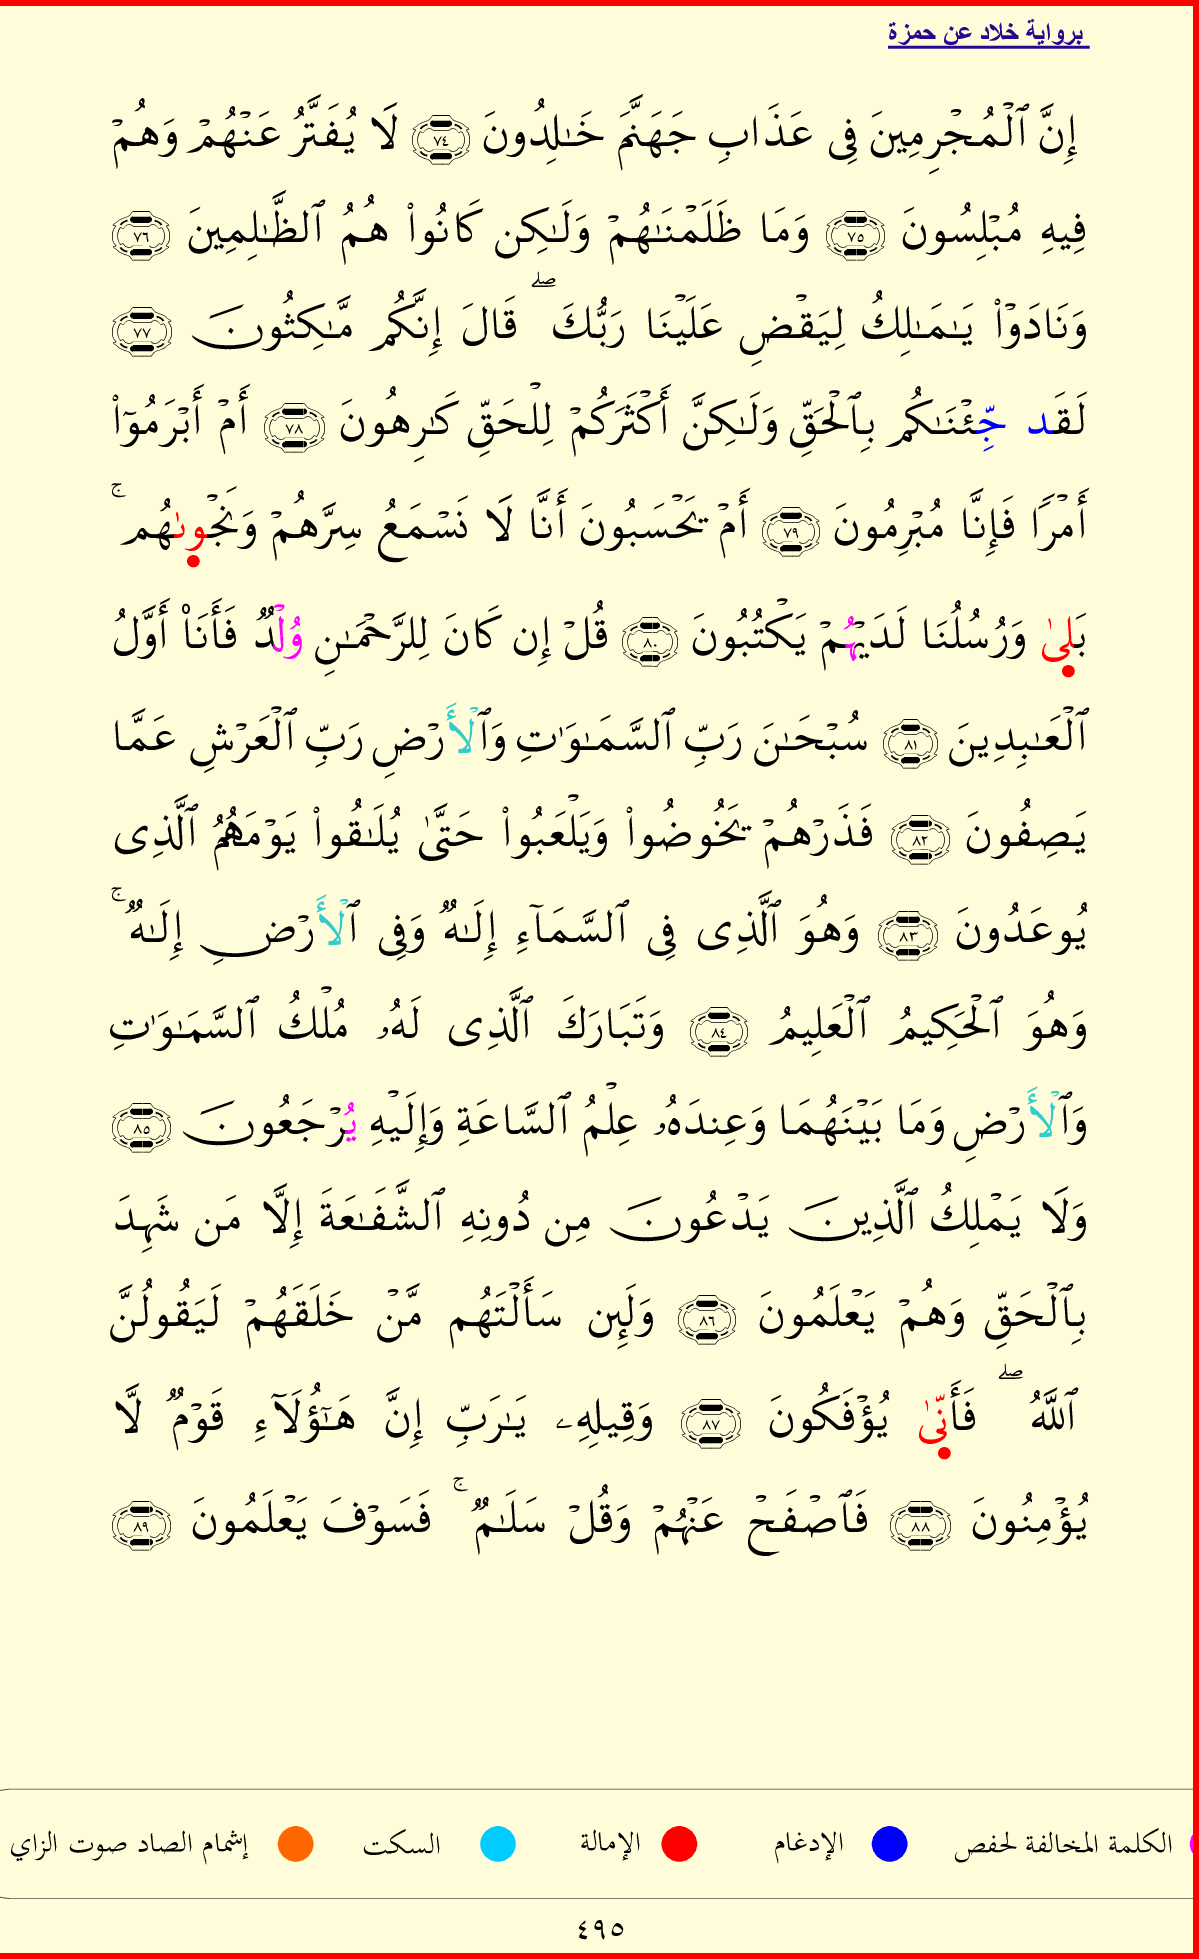 برواية خلاد عن حمزة
إِنَّ ٱلۡمُجۡرِمِينَ فِى عَذَابِ جَهَنَّمَ خَـٰلِدُونَ ٧٤ لَا يُفَتَّرُ عَنۡهُمۡ وَهُمۡ
فِيهِ مُبۡلِسُونَ ٧٥ وَمَا ظَلَمۡنَـٰهُمۡ وَلَـٰكِن كَانُوا۟ هُمُ ٱلظَّـٰلِمِينَ ٧٦
وَنَادَوۡا۟ يَـٰمَـٰلِكُ لِيَقۡضِ عَلَيۡنَا رَبُّكَۖ قَالَ إِنَّكُم مَّـٰكِثُونَ ٧٧
لَقَد جِّئۡنَـٰكُم بِٱلۡحَقِّ وَلَـٰكِنَّ أَكۡثَرَكُمۡ لِلۡحَقِّ كَـٰرِهُونَ ٧٨ أَمۡ أَبۡرَمُوٓا۟
أَمۡرًا فَإِنَّا مُبۡرِمُونَ ٧٩ أَمۡ يَحۡسَبُونَ أَنَّا لَا نَسۡمَعُ سِرَّهُمۡ وَنَجۡوىٰهُمۚ
بَلىٰ وَرُسُلُنَا لَدَيۡهُمۡ يَكۡتُبُونَ ٨٠ قُلۡ إِن كَانَ لِلرَّحۡمَـٰنِ وُلۡدٌ فَأَنَا۠ أَوَّلُ
ٱلۡعَـٰبِدِينَ ٨١ سُبۡحَـٰنَ رَبِّ ٱلسَّمَـٰوَٰتِ وَٱلۡأَرۡضِ رَبِّ ٱلۡعَرۡشِ عَمَّا
يَصِفُونَ ٨٢ فَذَرۡهُمۡ يَخُوضُوا۟ وَيَلۡعَبُوا۟ حَتَّىٰ يُلَـٰقُوا۟ يَوۡمَهُمُ ٱلَّذِى
يُوعَدُونَ ٨٣ وَهُوَ ٱلَّذِى فِى ٱلسَّمَآءِ إِلَـٰهٌ وَفِى ٱلۡأَرۡضِ إِلَـٰهٌۚ
وَهُوَ ٱلۡحَكِيمُ ٱلۡعَلِيمُ ٨٤ وَتَبَارَكَ ٱلَّذِى لَهُۥ مُلۡكُ ٱلسَّمَـٰوَٰتِ
وَٱلۡأَرۡضِ وَمَا بَيۡنَهُمَا وَعِندَهُۥ عِلۡمُ ٱلسَّاعَةِ وَإِلَيۡهِ يُرۡجَعُونَ ٨٥
وَلَا يَمۡلِكُ ٱلَّذِينَ يَدۡعُونَ مِن دُونِهِ ٱلشَّفَـٰعَةَ إِلَّا مَن شَهِدَ
بِٱلۡحَقِّ وَهُمۡ يَعۡلَمُونَ ٨٦ وَلَئِن سَأَلۡتَهُم مَّنۡ خَلَقَهُمۡ لَيَقُولُنَّ
ٱللَّهُۖ فَأَنِّىٰ يُؤۡفَكُونَ ٨٧ وَقِيلِهِۦ يَـٰرَبِّ إِنَّ هَـٰٓؤُلَآءِ قَوۡمٌ لَّا
يُؤۡمِنُونَ ٨٨ فَٱصۡفَحۡ عَنۡهُمۡ وَقُلۡ سَلَـٰمٌۚ فَسَوۡفَ يَعۡلَمُونَ ٨٩
الكلمة المخالفة لحفص الإدغام الإمالة السكت إشمام الصاد صوت الزاي
٤٩٥